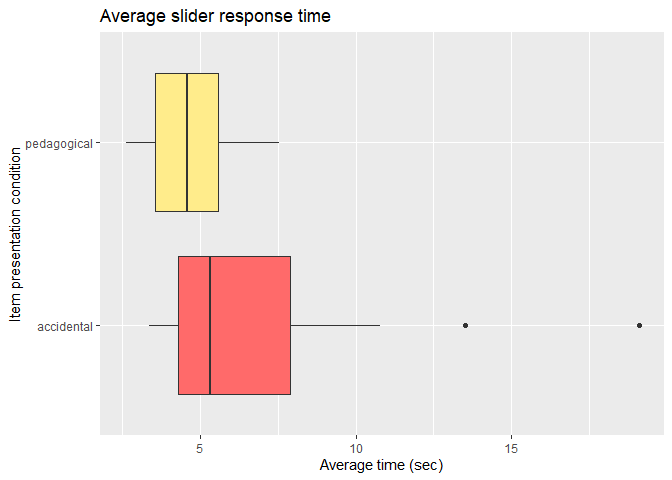 Average slider response time
Item presentation condition
pedagogical
accidental
5 10 15
Average time (sec)